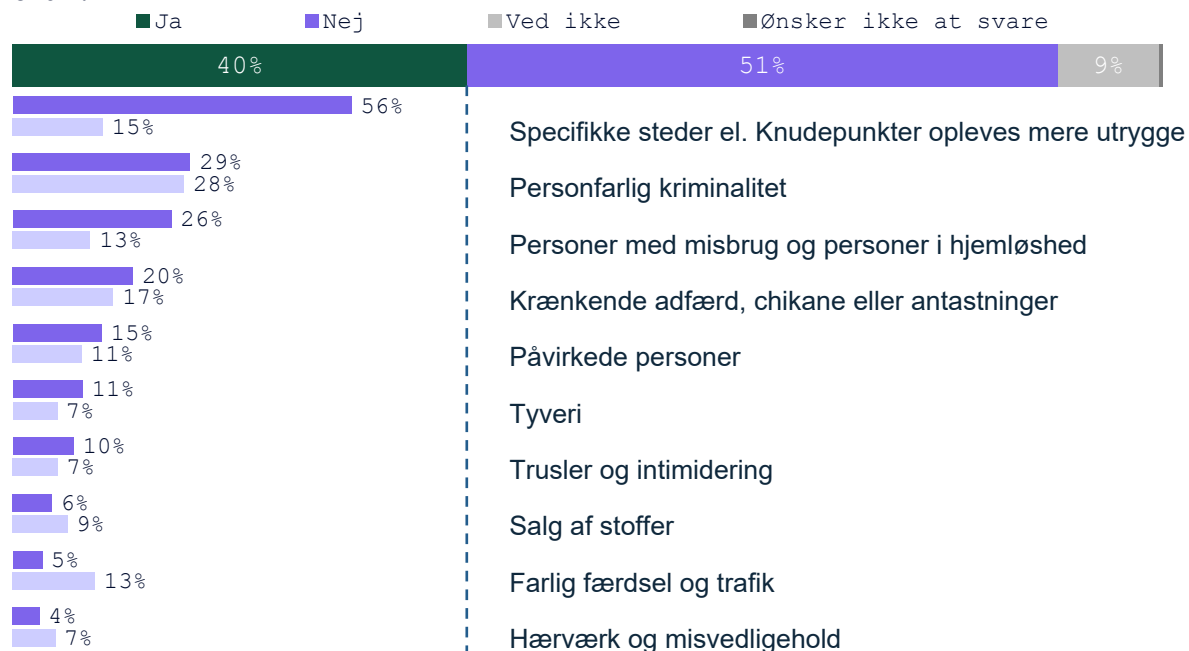 Ja Nej Ved ikke Ønsker ikke at svare
40% 51% 9%
56%
15%
Specifikke steder el. Knudepunkter opleves mere utrygge
29%
28%
Personfarlig kriminalitet
26%
13%
Personer med misbrug og personer i hjemløshed
20%
17%
Krænkende adfærd, chikane eller antastninger
15%
11%
Påvirkede personer
11%
7%
Tyveri
10%
7%
Trusler og intimidering
6%
9%
Salg af stoffer
5%
13%
Farlig færdsel og trafik
4%
7%
Hærværk og misvedligehold